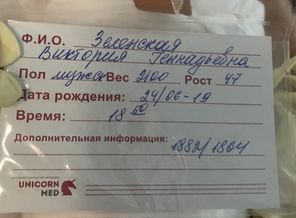 Ф.И.О. Зеленская
Виктория Геннадьевна
Пол мужс Вес 2100 Рост 47
Дата рождения: 24/06-19
Время: 18 50
Дополнительная информация:
1882/1804
UNICORN
MED